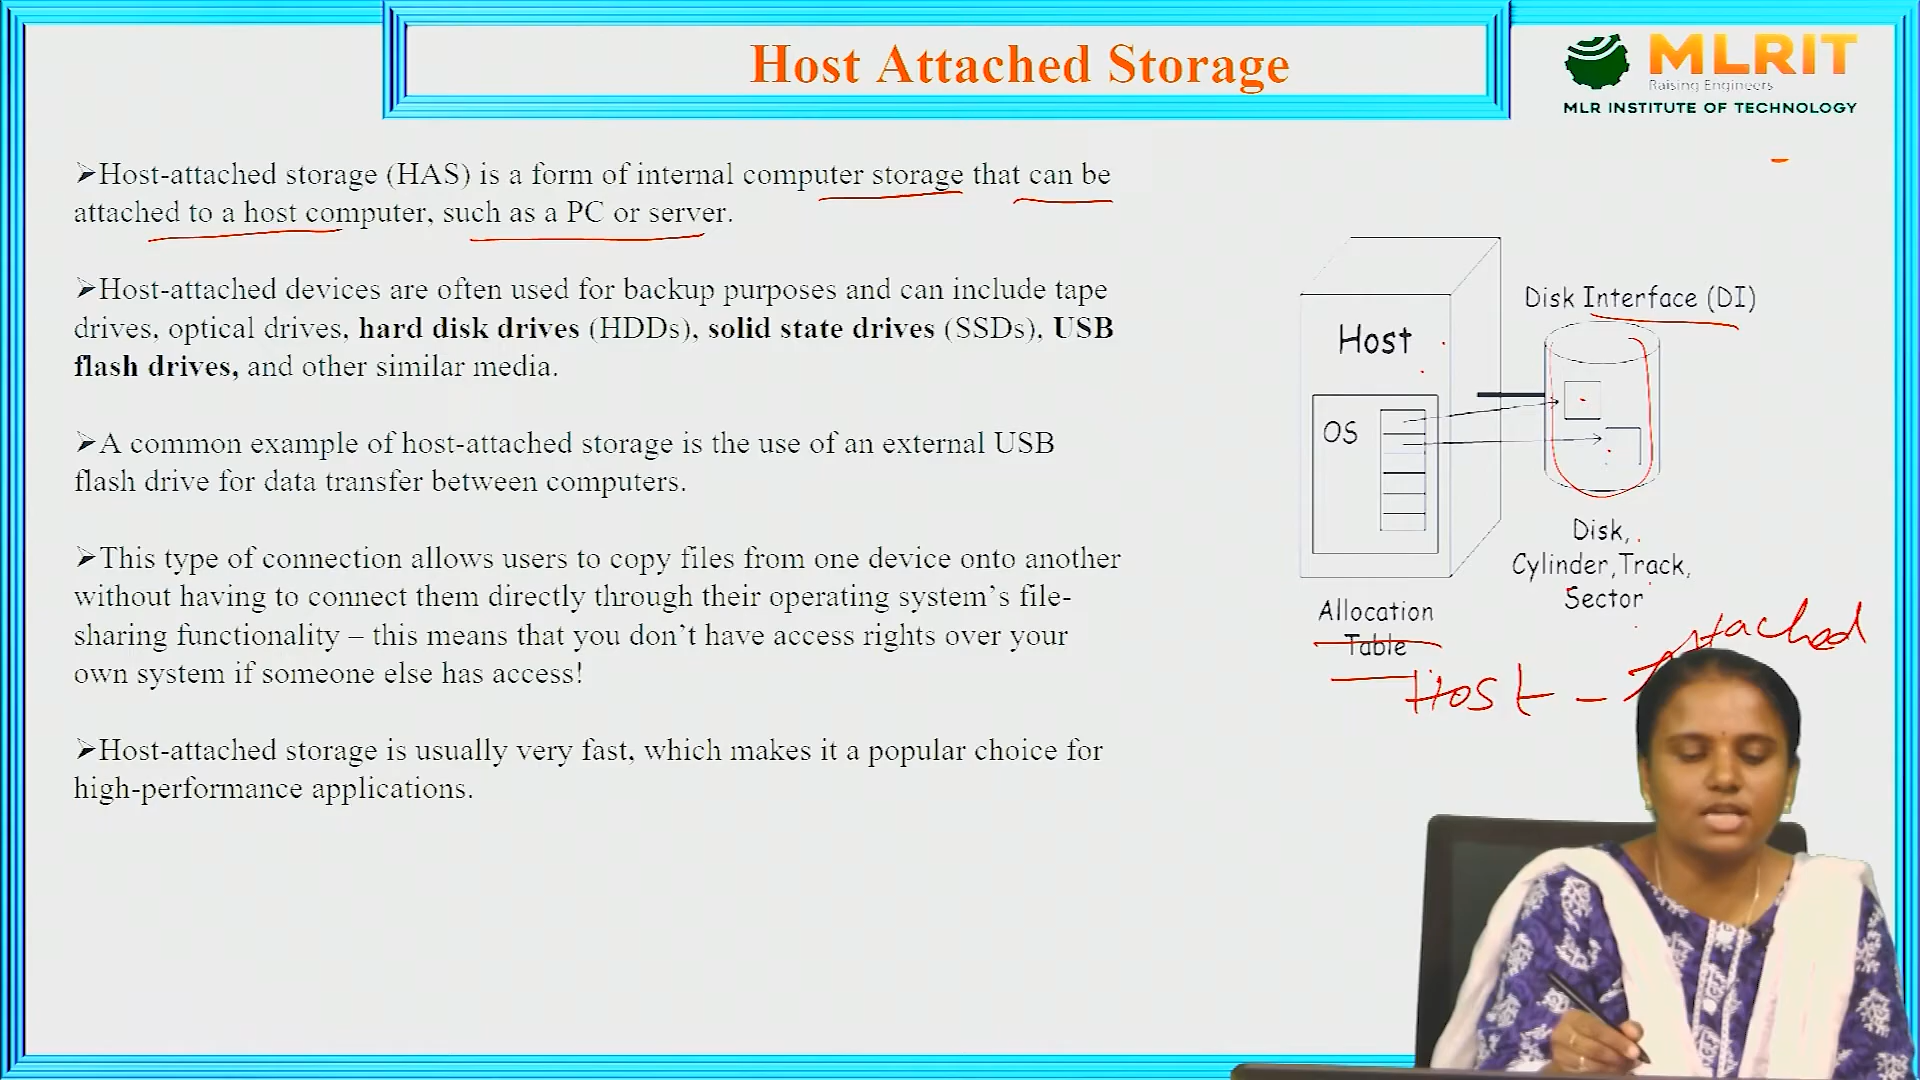 Host Attached Storage
MLRIT
Raising Engineers
MLR INSTITUTE OF TECHNOLOGY
➢Host-attached storage (HAS) is a form of internal computer storage that can be
attached to a host computer, such as a PC or server.
➢Host-attached devices are often used for backup purposes and can include tape
drives, optical drives, hard disk drives (HDDs), solid state drives (SSDs), USB
flash drives, and other similar media.
➢A common example of host-attached storage is the use of an external USB
flash drive for data transfer between computers.
➢This type of connection allows users to copy files from one device onto another
without having to connect them directly through their operating system’s file-
sharing functionality – this means that you don’t have access rights over your
own system if someone else has access!
➢Host-attached storage is usually very fast, which makes it a popular choice for
high-performance applications.
Disk Interface (DI)
Host
OS
Disk,
Cylinder,Track,
Sector
Allocation
Table
Host - Attached